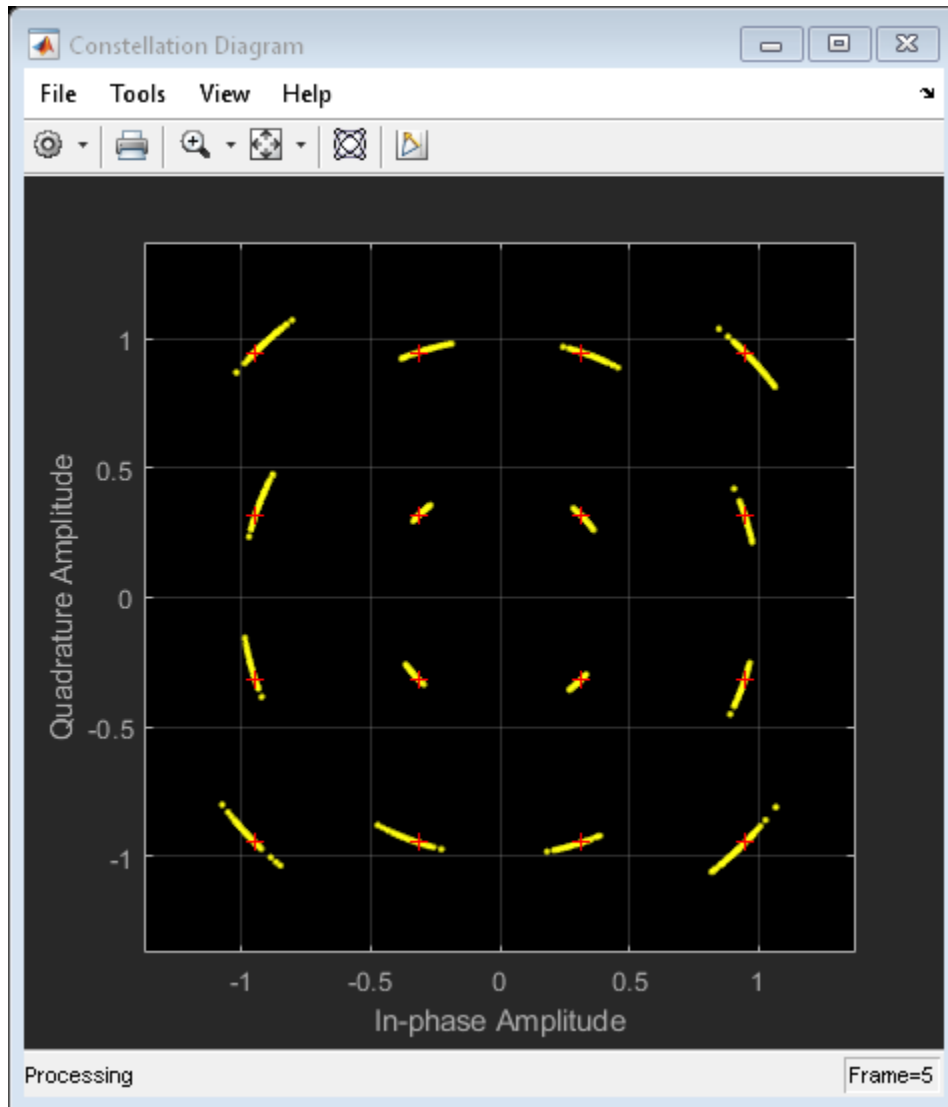 Constellation Diagram
File Tools View Help
Quadrature Amplitude
1
0.5
0
-0.5
-1
-1 -0.5 0 0.5 1
In-phase Amplitude
Processing Frame=5